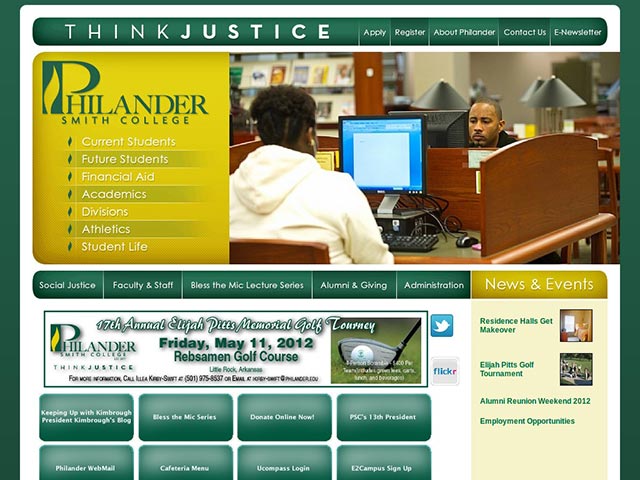 THINKJUSTICE
Apply
Register
About Philander
Contact Us
E-Newsletter
PHILANDER
SMITH COLLEGE
Current Students
Future Students
Financial Aid
Academics
Divisions
Athletics
Student Life
Social Justice
Faculty & Staff
Bless the Mic Lecture Series
Alumni & Giving
Administration
News & Events
17th Annual Elijah Pitts Memorial Golf Tourney
PHILANDER
SMITH COLLEGE
Friday, May 11, 2012
Rebsamen Golf Course
Little Rock, Arkansas
FOR MORE INFORMATION, CALL ILLEA KIRBY-SWIFT AT (501) 975-8537 OR EMAIL AT
4-Person Scramble - $400 Per
Team(includes green fees, carts,
lunch, and beverages)
flickr
Residence Halls Get
Makeover
Elijah Pitts Golf
Tournament
Alumni Reunion Weekend 2012
Employment Opportunities
Keeping Up with Kimbrough
President Kimbrough's Blog
Bless the Mic Series
Donate Online Now!
PSC's 13th President
Philander WebMail
Cafeteria Menu
Ucompass Login
E2Campus Sign Up